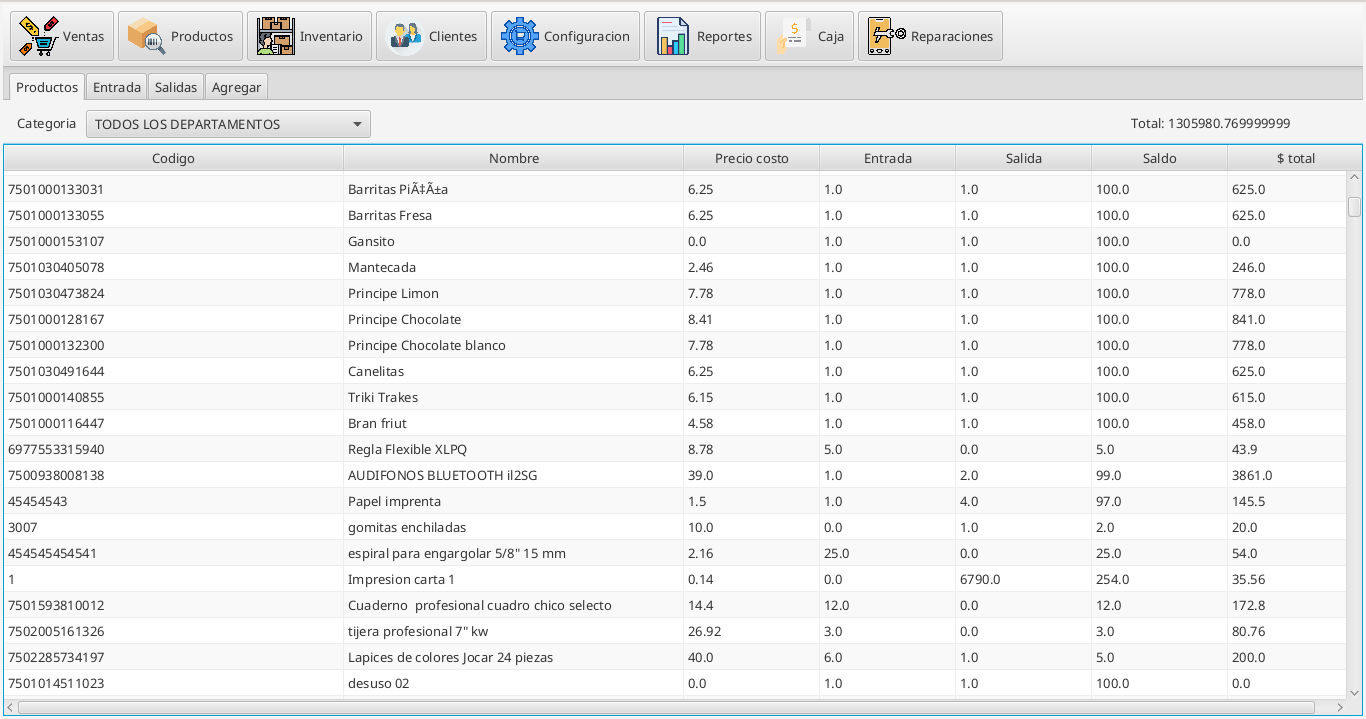 Ventas Productos Inventario Clientes Configuracion Reportes Caja Reparaciones
Productos Entrada Salidas Agregar
Categoria TODOS LOS DEPARTAMENTOS Total: 1305980.769999999
Codigo Nombre Precio costo Entrada Salida Saldo $ total
7501000133031 Barritas PiÃ‡Ã±a 6.25 1.0 1.0 100.0 625.0
7501000133055 Barritas Fresa 6.25 1.0 1.0 100.0 625.0
7501000153107 Gansito 0.0 1.0 1.0 100.0 0.0
7501030405078 Mantecada 2.46 1.0 1.0 100.0 246.0
7501030473824 Principe Limon 7.78 1.0 1.0 100.0 778.0
7501000128167 Principe Chocolate 8.41 1.0 1.0 100.0 841.0
7501000132300 Principe Chocolate blanco 7.78 1.0 1.0 100.0 778.0
7501030491644 Canelitas 6.25 1.0 1.0 100.0 625.0
7501000140855 Triki Trakes 6.15 1.0 1.0 100.0 615.0
7501000116447 Bran friut 4.58 1.0 1.0 100.0 458.0
6977553315940 Regla Flexible XLPQ 8.78 5.0 0.0 5.0 43.9
7500938008138 AUDIFONOS BLUETOOTH il2SG 39.0 1.0 2.0 99.0 3861.0
45454543 Papel imprenta 1.5 1.0 4.0 97.0 145.5
3007 gomitas enchiladas 10.0 0.0 1.0 2.0 20.0
454545454541 espiral para engargolar 5/8" 15 mm 2.16 25.0 0.0 25.0 54.0
1 Impresion carta 1 0.14 0.0 6790.0 254.0 35.56
7501593810012 Cuaderno  profesional cuadro chico selecto 14.4 12.0 0.0 12.0 172.8
7502005161326 tijera profesional 7" kw 26.92 3.0 0.0 3.0 80.76
7502285734197 Lapices de colores Jocar 24 piezas 40.0 6.0 1.0 5.0 200.0
7501014511023 desuso 02 0.0 1.0 1.0 100.0 0.0